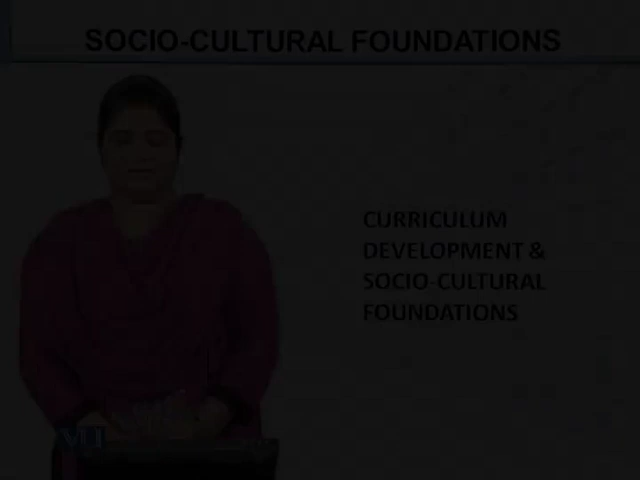 SOCIO-CULTURAL FOUNDATIONS
CURRICULUM
DEVELOPMENT &
SOCIO-CULTURAL
FOUNDATIONS